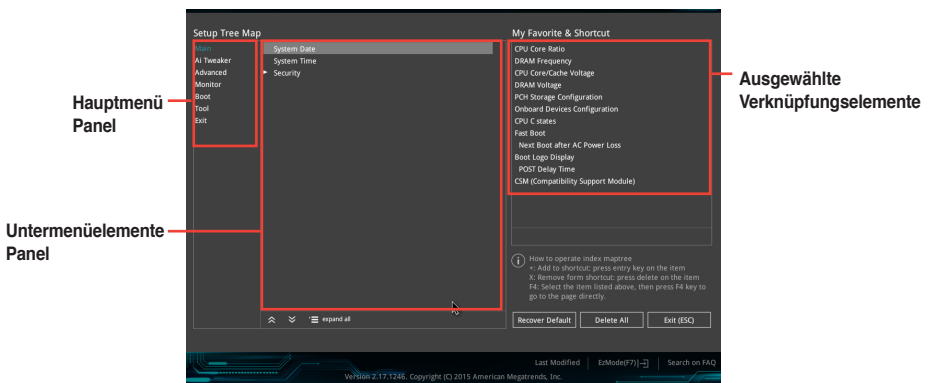 Setup Tree Map
My Favorite & Shortcut
Main
Ai Tweaker
Advanced
Monitor
Boot
Tool
Exit
System Date
System Time
Security
CPU Core Ratio
DRAM Frequency
CPU Core/Cache Voltage
DRAM Voltage
PCH Storage Configuration
Onboard Devices Configuration
CPU C states
Fast Boot
Next Boot after AC Power Loss
Boot Logo Display
POST Delay Time
CSM (Compatibility Support Module)
Hauptmenü
Panel
Untermenüelemente
Panel
Ausgewählte
Verknüpfungselemente
How to operate index maptree
+: Add to shortcut: press entry key on the item
X: Remove form shortcut: press delete on the item
F4: Select the item listed above, then press F4 key to
go to the page directly.
expand all
Recover Default
Delete All
Exit (ESC)
Last Modified
EzMode(F7)
Search on FAQ
Version 2.17.1246. Copyright (C) 2015 American Megatrends, Inc.